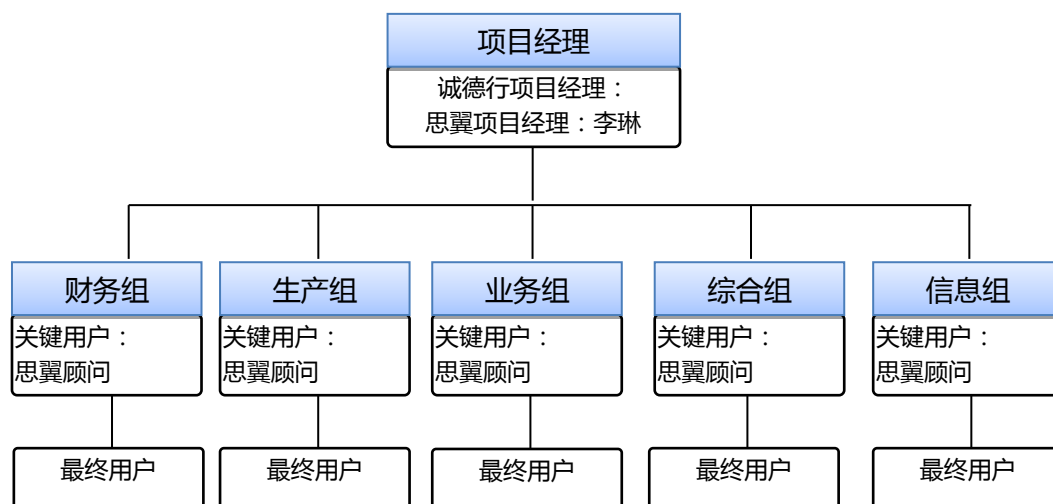 项目经理
诚德行项目经理：
思翼项目经理：李琳
财务组
关键用户：
思翼顾问
生产组
关键用户：
思翼顾问
业务组
关键用户：
思翼顾问
综合组
关键用户：
思翼顾问
信息组
关键用户：
思翼顾问
最终用户
最终用户
最终用户
最终用户
最终用户